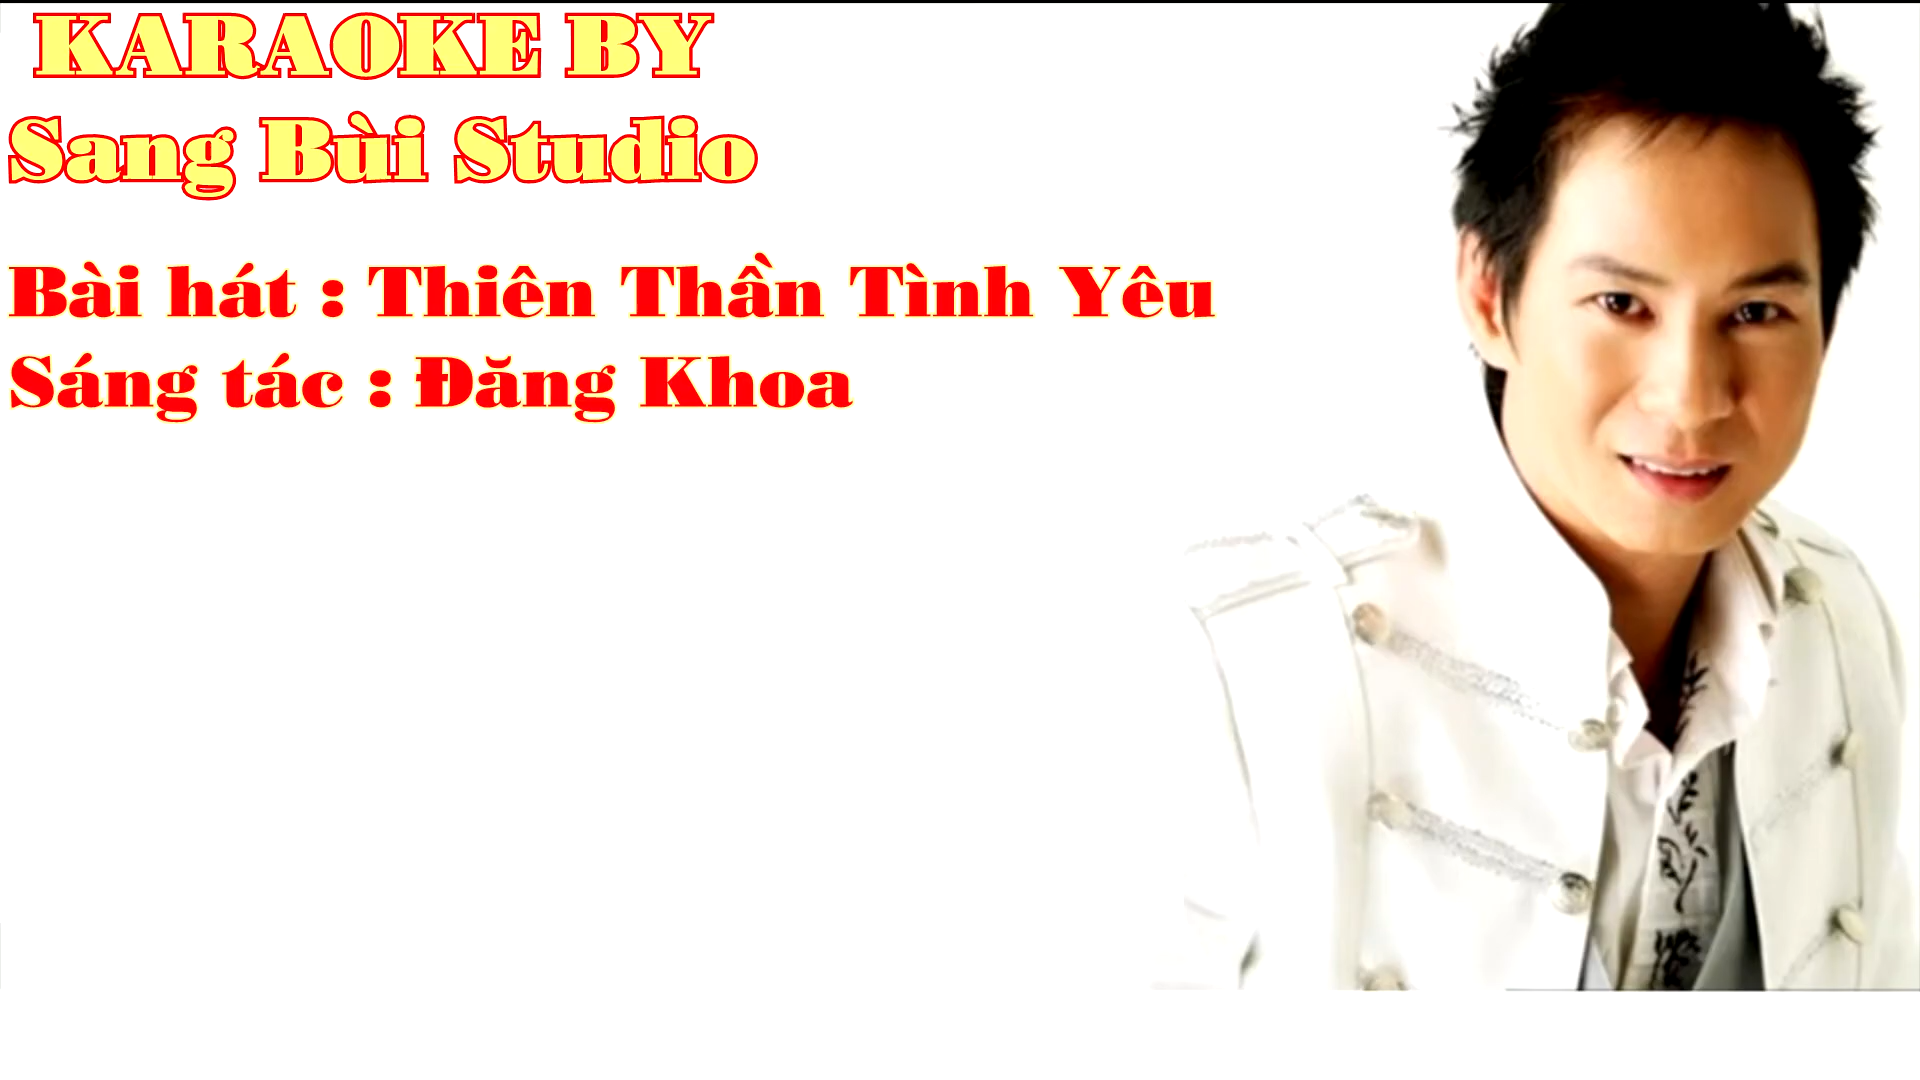 KARAOKE BY
Sang Bùi Studio
Bài hát : Thiên Thần Tình Yêu
Sáng tác : Đăng Khoa